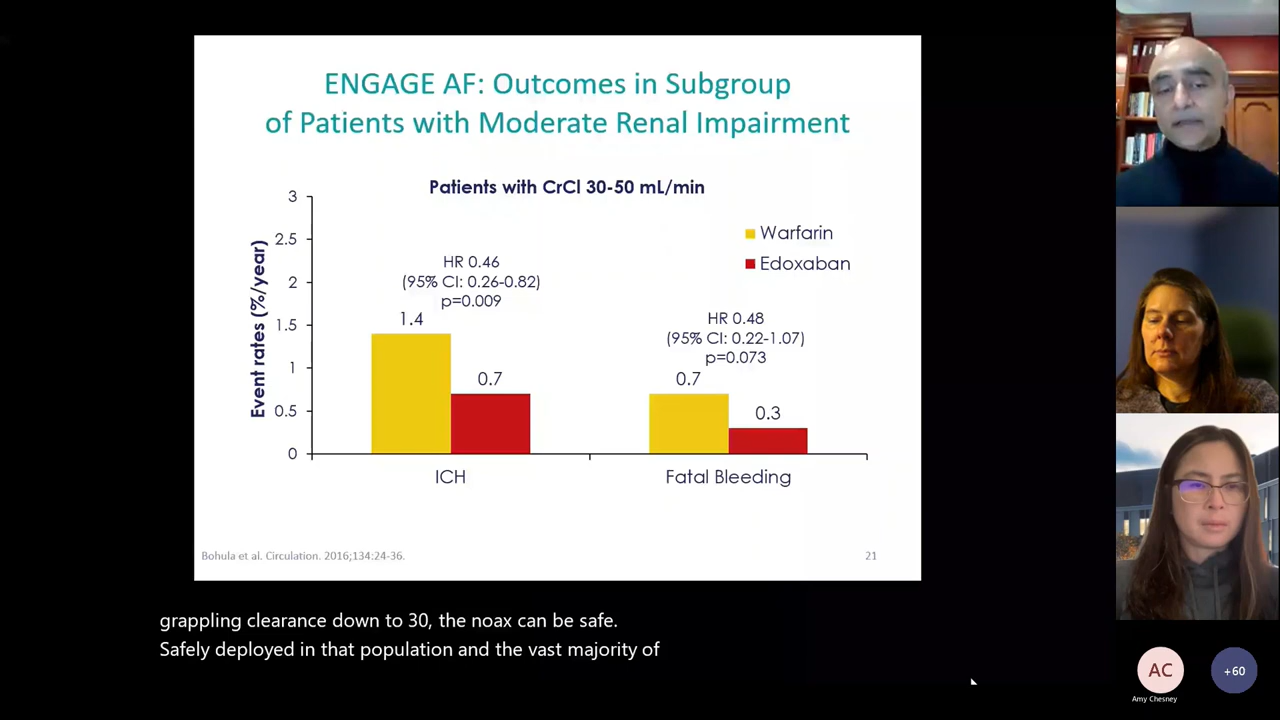 ENGAGE AF: Outcomes in Subgroup
of Patients with Moderate Renal Impairment
Patients with CrCl 30-50 mL/min
Event rates (%/year)
3
2.5
2
1.5
1
0.5
0
Warfarin
Edoxaban
HR 0.46
(95% CI: 0.26-0.82)
p=0.009
1.4
0.7
HR 0.48
(95% CI: 0.22-1.07)
p=0.073
0.7
0.3
ICH
Fatal Bleeding
Bohula et al. Circulation. 2016;134:24-36.
21
grappling clearance down to 30, the noax can be safe.
Safely deployed in that population and the vast majority of
AC
Amy Chesney
+60